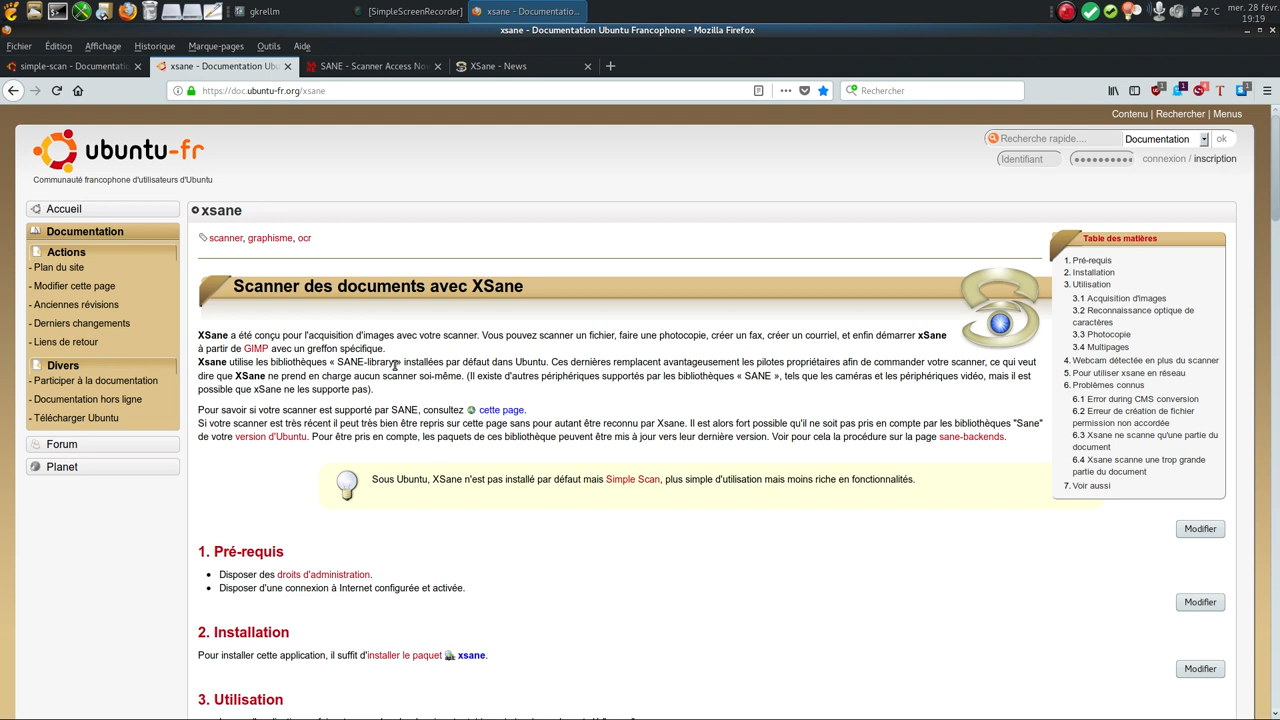 gkrellm
[SimpleScreenRecorder]
xsane - Documentatio...
2 °C
mer. 28 févr.
19:19
xsane - Documentation Ubuntu Francophone - Mozilla Firefox
Fichier Édition Affichage Historique Marque-pages Outils Aide
simple-scan - Documentati
xsane - Documentation Ub
SANE - Scanner Access No
XSane - News
https://doc.ubuntu-fr.org/xsane
Rechercher
Contenu | Rechercher | Menus
ubuntu-fr
Communauté francophone d'utilisateurs d'Ubuntu
Recherche rapide....
Documentation
ok
Identifiant
connexion / inscription
Accueil
Documentation
Actions
- Plan du site
- Modifier cette page
- Anciennes révisions
- Derniers changements
- Liens de retour
Divers
- Participer à la documentation
- Documentation hors ligne
- Télécharger Ubuntu
Forum
Planet
xsane
scanner, graphisme, ocr
Scanner des documents avec XSane
XSane a été conçu pour l'acquisition d'images avec votre scanner. Vous pouvez scanner un fichier, faire une photocopie, créer un fax, créer un courriel, et enfin démarrer xSane
à partir de GIMP avec un greffon spécifique.
Xsane utilise les bibliothèques « SANE-library » installées par défaut dans Ubuntu. Ces dernières remplacent avantageusement les pilotes propriétaires afin de commander votre scanner, ce qui veut
dire que XSane ne prend en charge aucun scanner soi-même. (Il existe d'autres périphériques supportés par les bibliothèques « SANE », tels que les caméras et les périphériques vidéo, mais il est
possible que xSane ne les supporte pas).
Pour savoir si votre scanner est supporté par SANE, consultez cette page.
Si votre scanner est très récent il peut très bien être repris sur cette page sans pour autant être reconnu par Xsane. Il est alors fort possible qu'il ne soit pas pris en compte par les bibliothèques "Sane"
de votre version d'Ubuntu. Pour être pris en compte, les paquets de ces bibliothèque peuvent être mis à jour vers leur dernière version. Voir pour cela la procédure sur la page sane-backends.
Sous Ubuntu, XSane n'est pas installé par défaut mais Simple Scan, plus simple d'utilisation mais moins riche en fonctionnalités.
Modifier
1. Pré-requis
• Disposer des droits d'administration.
• Disposer d'une connexion à Internet configurée et activée.
Modifier
2. Installation
Pour installer cette application, il suffit d'installer le paquet xsane.
Modifier
3. Utilisation
Table des matières
1. Pré-requis
2. Installation
3. Utilisation
3.1 Acquisition d'images
3.2 Reconnaissance optique de
caractères
3.3 Photocopie
3.4 Multipages
4. Webcam détectée en plus du scanner
5. Pour utiliser xsane en réseau
6. Problèmes connus
6.1 Error during CMS conversion
6.2 Erreur de création de fichier
permission non accordée
6.3 Xsane ne scanne qu'une partie du
document
6.4 Xsane scanne une trop grande
partie du document
7. Voir aussi